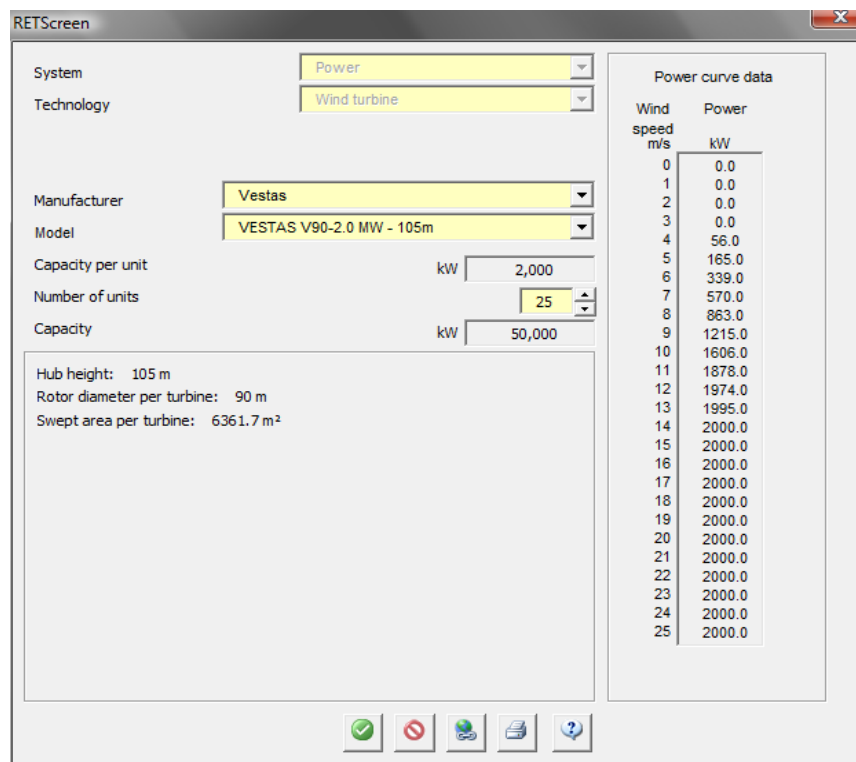 RETScreen
System Power
Technology Wind turbine
Manufacturer Vestas
Model VESTAS V90-2.0 MW - 105m
Capacity per unit kW 2,000
Number of units 25
Capacity kW 50,000
Hub height: 105 m
Rotor diameter per turbine: 90 m
Swept area per turbine: 6361.7 m²
Power curve data
Wind Power
speed
m/s kW
0 0.0
1 0.0
2 0.0
3 0.0
4 56.0
5 165.0
6 339.0
7 570.0
8 863.0
9 1215.0
10 1606.0
11 1878.0
12 1974.0
13 1995.0
14 2000.0
15 2000.0
16 2000.0
17 2000.0
18 2000.0
19 2000.0
20 2000.0
21 2000.0
22 2000.0
23 2000.0
24 2000.0
25 2000.0